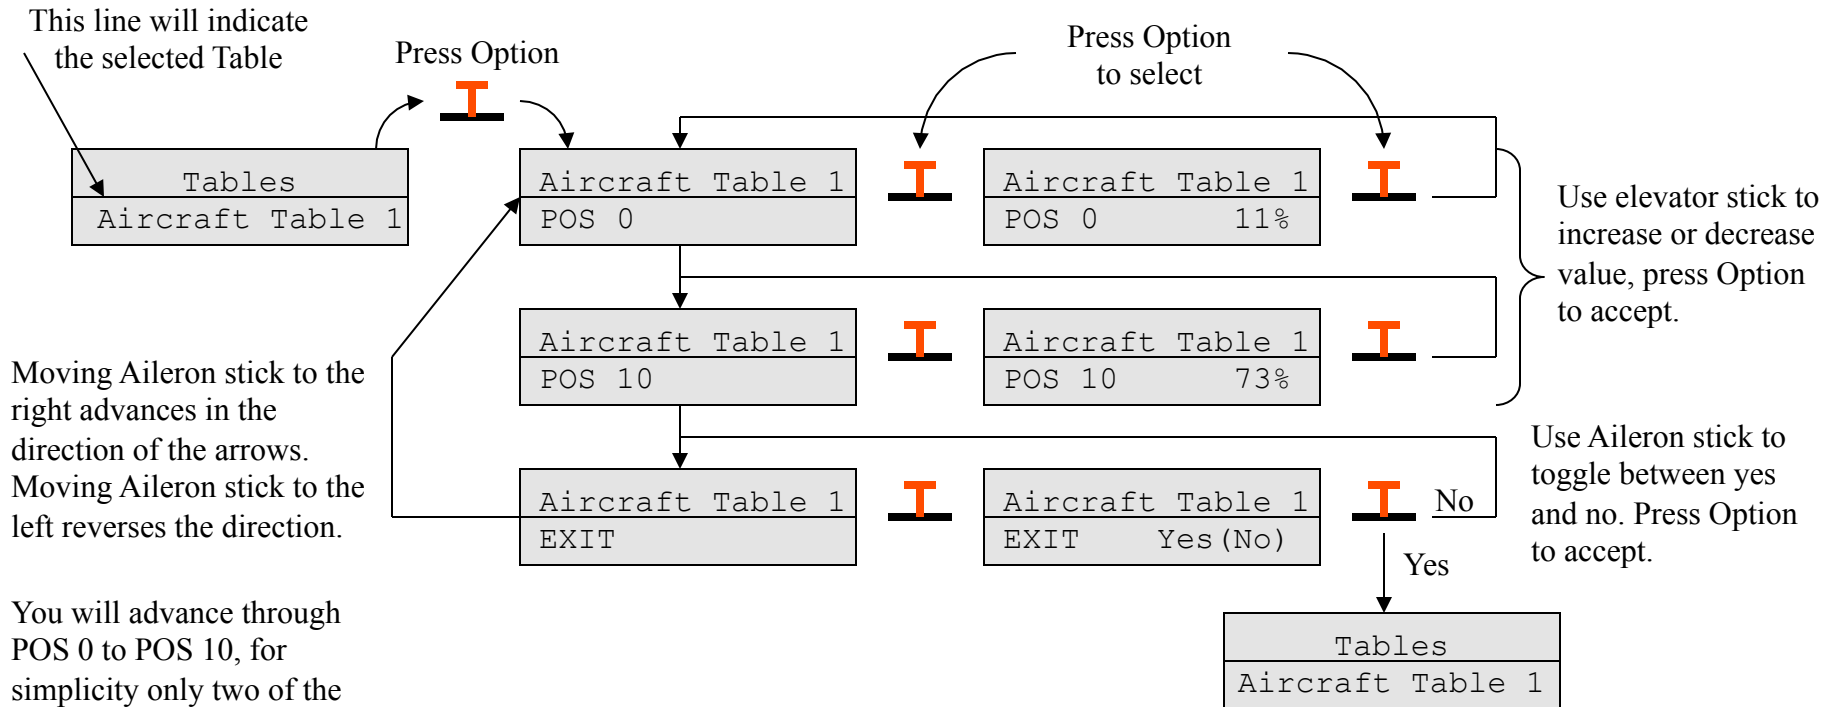 This line will indicate
the selected Table
Press Option
Press Option
to select
Tables
Aircraft Table 1
Aircraft Table 1
POS 0
Aircraft Table 1
POS 0 11%
Use elevator stick to
increase or decrease
value, press Option
to accept.
Aircraft Table 1
POS 10
Aircraft Table 1
POS 10 73%
Moving Aileron stick to the
right advances in the
direction of the arrows.
Moving Aileron stick to the
left reverses the direction.
Aircraft Table 1
EXIT
Aircraft Table 1
EXIT Yes(No)
No
Yes
Use Aileron stick to
toggle between yes
and no. Press Option
to accept.
You will advance through
POS 0 to POS 10, for
simplicity only two of the
Tables
Aircraft Table 1